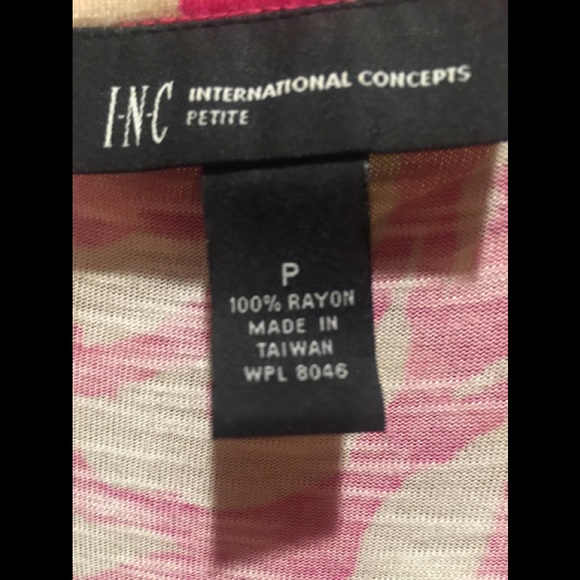 I·N·C INTERNATIONAL CONCEPTS
PETITE
P
100% RAYON
MADE IN
TAIWAN
WPL 8046